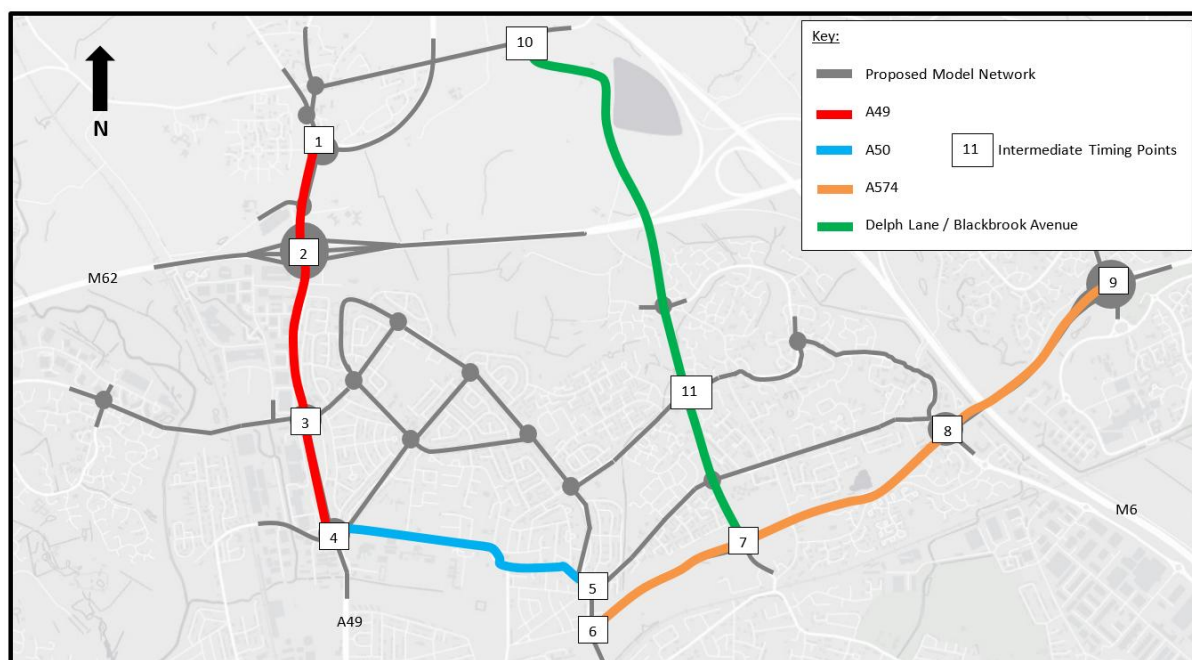 10
Key:
Proposed Model Network
A49
A50
11 Intermediate Timing Points
A574
Delph Lane / Blackbrook Avenue
N
1
2
M62
9
11
3
8
M6
4
7
5
A49
6